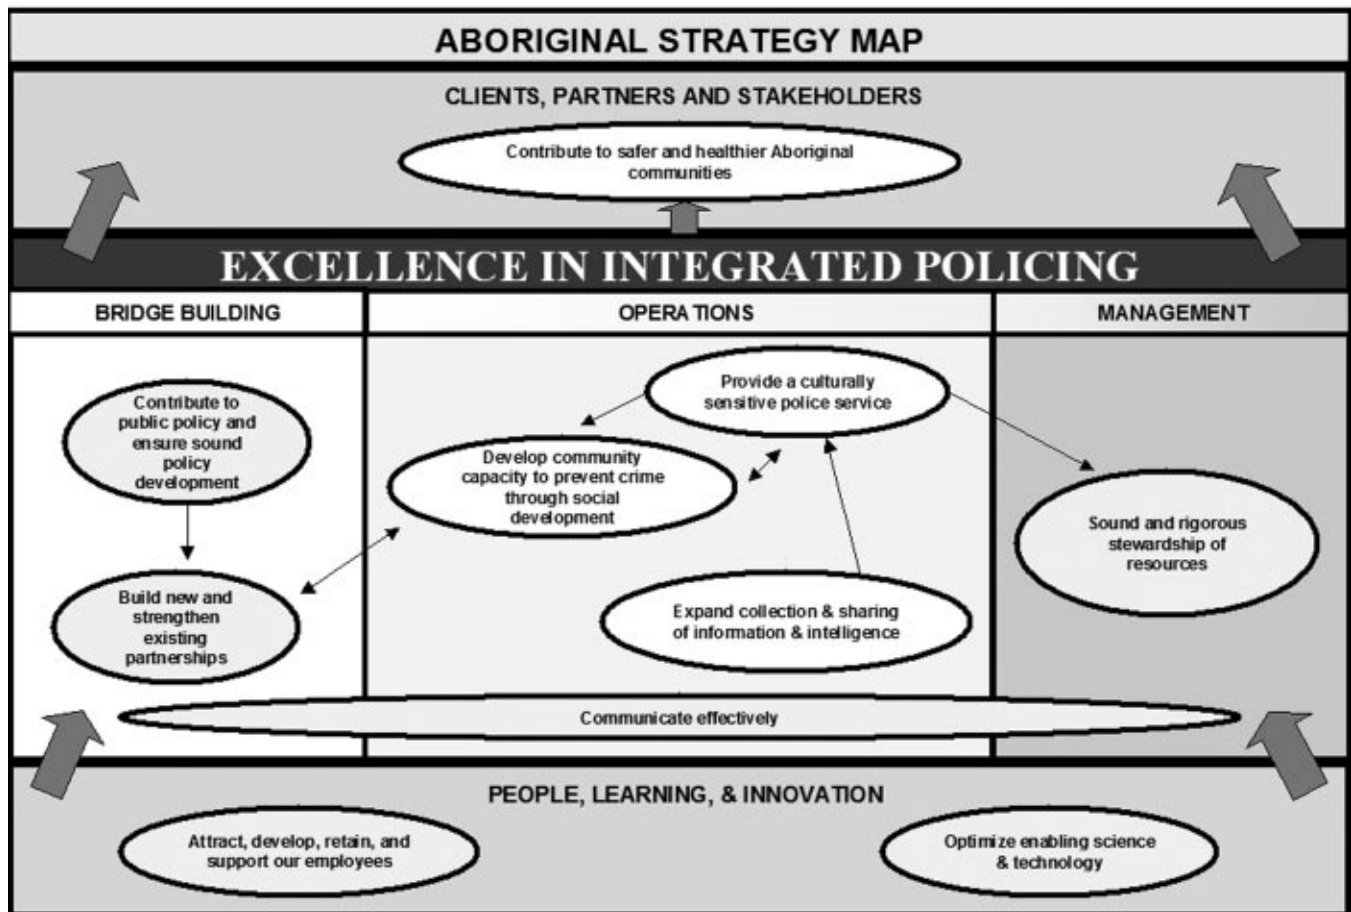 ABORIGINAL STRATEGY MAP
CLIENTS, PARTNERS AND STAKEHOLDERS
Contribute to safer and healthier Aboriginal
communities
EXCELLENCE IN INTEGRATED POLICING
BRIDGE BUILDING
OPERATIONS
MANAGEMENT
Contribute to
public policy and
ensure sound
policy
development
Build new and
strengthen
existing
partnerships
Provide a culturally
sensitive police service
Develop community
capacity to prevent crime
through social
development
Expand collection & sharing
of information & intelligence
Sound and rigorous
stewardship of
resources
Communicate effectively
PEOPLE, LEARNING, & INNOVATION
Attract, develop, retain, and
support our employees
Optimize enabling science
& technology